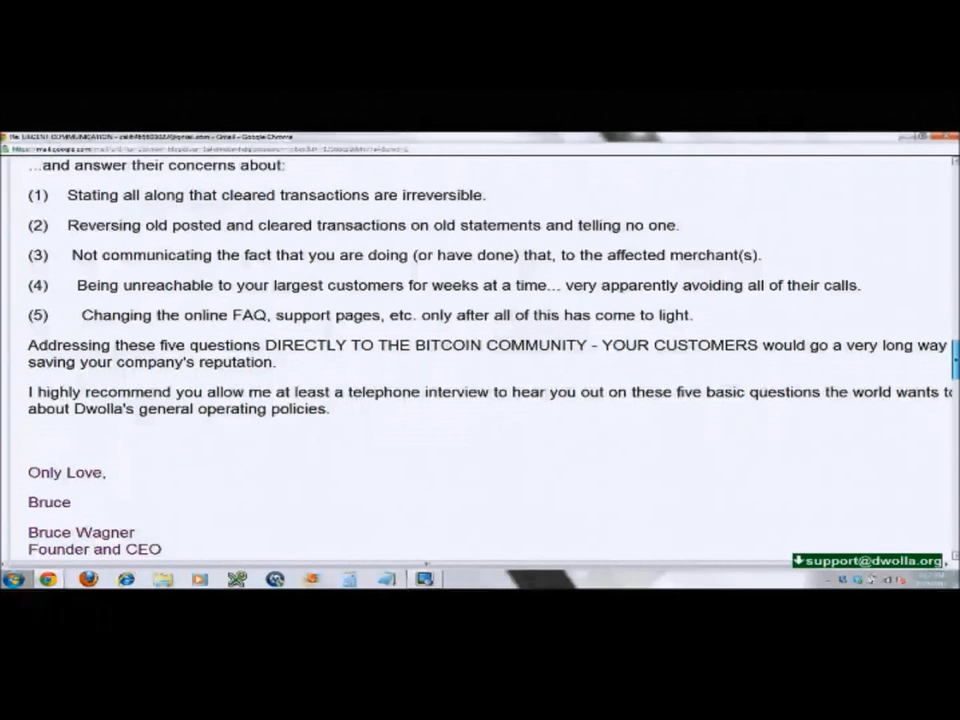 URGENT COMMUNICATION
Gmail - Google Chrome
...and answer their concerns about:
(1) Stating all along that cleared transactions are irreversible.
(2) Reversing old posted and cleared transactions on old statements and telling no one.
(3) Not communicating the fact that you are doing (or have done) that, to the affected merchant(s).
(4) Being unreachable to your largest customers for weeks at a time... very apparently avoiding all of their calls.
(5) Changing the online FAQ, support pages, etc. only after all of this has come to light.
Addressing these five questions DIRECTLY TO THE BITCOIN COMMUNITY - YOUR CUSTOMERS would go a very long way
saving your company's reputation.
I highly recommend you allow me at least a telephone interview to hear you out on these five basic questions the world wants to
about Dwolla's general operating policies.
Only Love,
Bruce
Bruce Wagner
Founder and CEO
support@dwolla.org